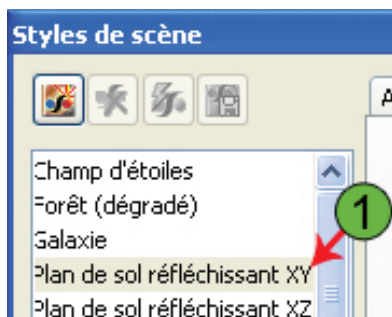 Styles de scène
A
Champ d'étoiles
Forêt (dégradé)
Galaxie
Plan de sol réfléchissant XY
1
Plan de sol réfléchissant XZ